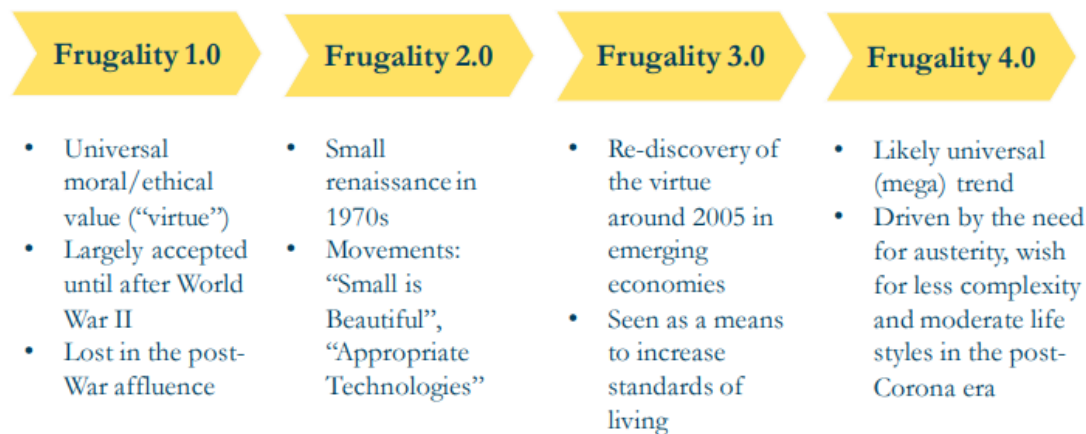 Frugality 1.0
• Universal
moral/ethical
value (“virtue”)
• Largely accepted
until after World
War II
• Lost in the post-
War affluence
Frugality 2.0
• Small
renaissance in
1970s
• Movements:
“Small is
Beautiful”,
“Appropriate
Technologies”
Frugality 3.0
• Re-discovery of
the virtue
around 2005 in
emerging
economies
• Seen as a means
to increase
standards of
living
Frugality 4.0
• Likely universal
(mega) trend
• Driven by the need
for austerity, wish
for less complexity
and moderate life
styles in the post-
Corona era